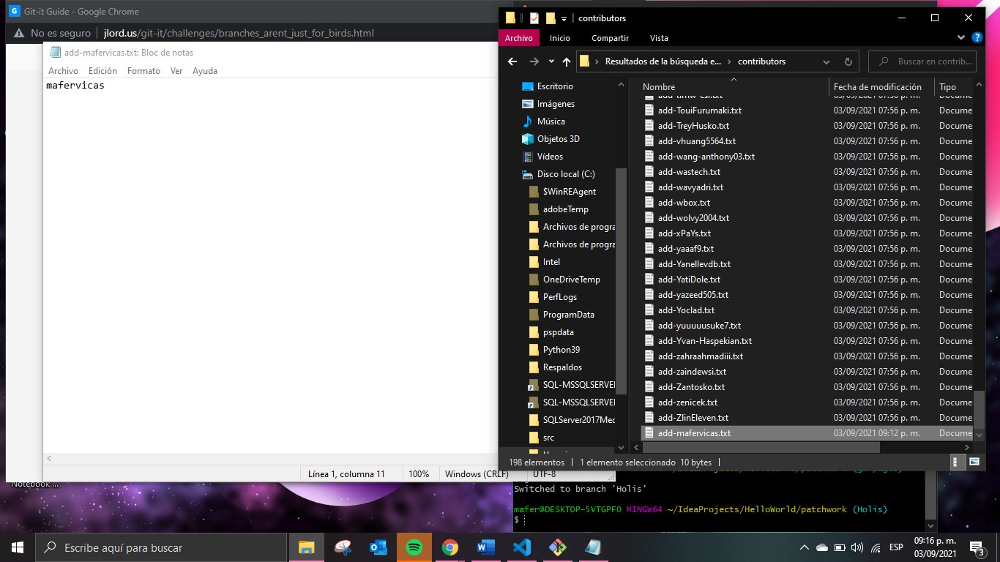 Git-it Guide - Google Chrome
No es seguro
jlord.us/git-it/challenges/branches_arent_just_for_birds.html
add-mafervicas.txt: Bloc de notas
Archivo Edición Formato Ver Ayuda
mafervicas
Línea 1, columna 11
100%
Windows (CRLF)
UTF-8
contributors
Archivo Inicio Compartir Vista
Resultados de la búsqueda e... contributors
Buscar en contrib...
Escritorio
Imágenes
Música
Objetos 3D
Vídeos
Disco local (C:)
$WinREAgent
adobeTemp
Archivos de progra
Archivos de progra
Intel
OneDriveTemp
PerfLogs
ProgramData
pspdata
Python39
Respaldos
SQL-MSSQLSERVER
SQL-MSSQLSERVER
SQLServer2017Med
src
Nombre Fecha de modificación Tipo
add-TouiFurumaki.txt 03/09/2021 07:56 p. m. Docume
add-TreyHusko.txt 03/09/2021 07:56 p. m. Docume
add-vhuang5564.txt 03/09/2021 07:56 p. m. Docume
add-wang-anthony03.txt 03/09/2021 07:56 p. m. Docume
add-wastech.txt 03/09/2021 07:56 p. m. Docume
add-wavyadri.txt 03/09/2021 07:56 p. m. Docume
add-wbox.txt 03/09/2021 07:56 p. m. Docume
add-wolvy2004.txt 03/09/2021 07:56 p. m. Docume
add-xPaYs.txt 03/09/2021 07:56 p. m. Docume
add-yaaaf9.txt 03/09/2021 07:56 p. m. Docume
add-Yanellevdb.txt 03/09/2021 07:56 p. m. Docume
add-YatiDole.txt 03/09/2021 07:56 p. m. Docume
add-yazeed505.txt 03/09/2021 07:56 p. m. Docume
add-Yoclad.txt 03/09/2021 07:56 p. m. Docume
add-yuuuuusuke7.txt 03/09/2021 07:56 p. m. Docume
add-Yvan-Haspekian.txt 03/09/2021 07:56 p. m. Docume
add-zahraahmadiii.txt 03/09/2021 07:56 p. m. Docume
add-zaindewsi.txt 03/09/2021 07:56 p. m. Docume
add-Zantosko.txt 03/09/2021 07:56 p. m. Docume
add-zenicek.txt 03/09/2021 07:56 p. m. Docume
add-ZlinEleven.txt 03/09/2021 07:56 p. m. Docume
add-mafervicas.txt 03/09/2021 09:12 p. m. Docume
198 elementos 1 elemento seleccionado 10 bytes
Notebook ...
Switched to branch 'Holis'
mafer@DESKTOP-5VTGPFO MINGW64 ~/IdeaProjects/HelloWorld/patchwork (Holis)
$
Escribe aquí para buscar
ESP
09:16 p. m.
03/09/2021
3